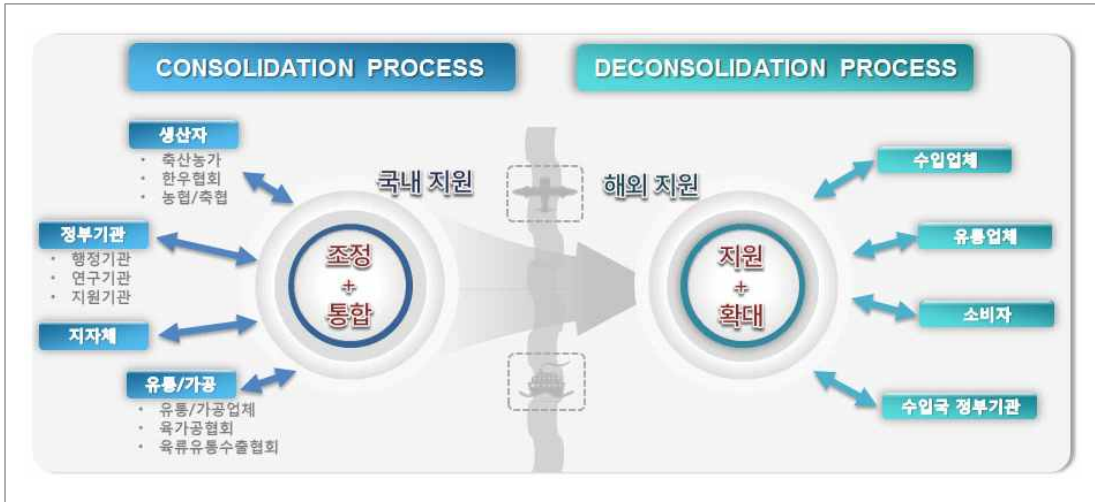 CONSOLIDATION PROCESS
생산자
• 축산농가
• 한우협회
• 농협/축협
정부기관
• 행정기관
• 연구기관
• 지원기관
지자체
유통/가공
• 유통/가공업체
• 육가공협회
• 육류유통수출협회
국내 지원
조정
+
통합
DECONSOLIDATION PROCESS
해외 지원
지원
+
확대
수입업체
유통업체
소비자
수입국 정부기관